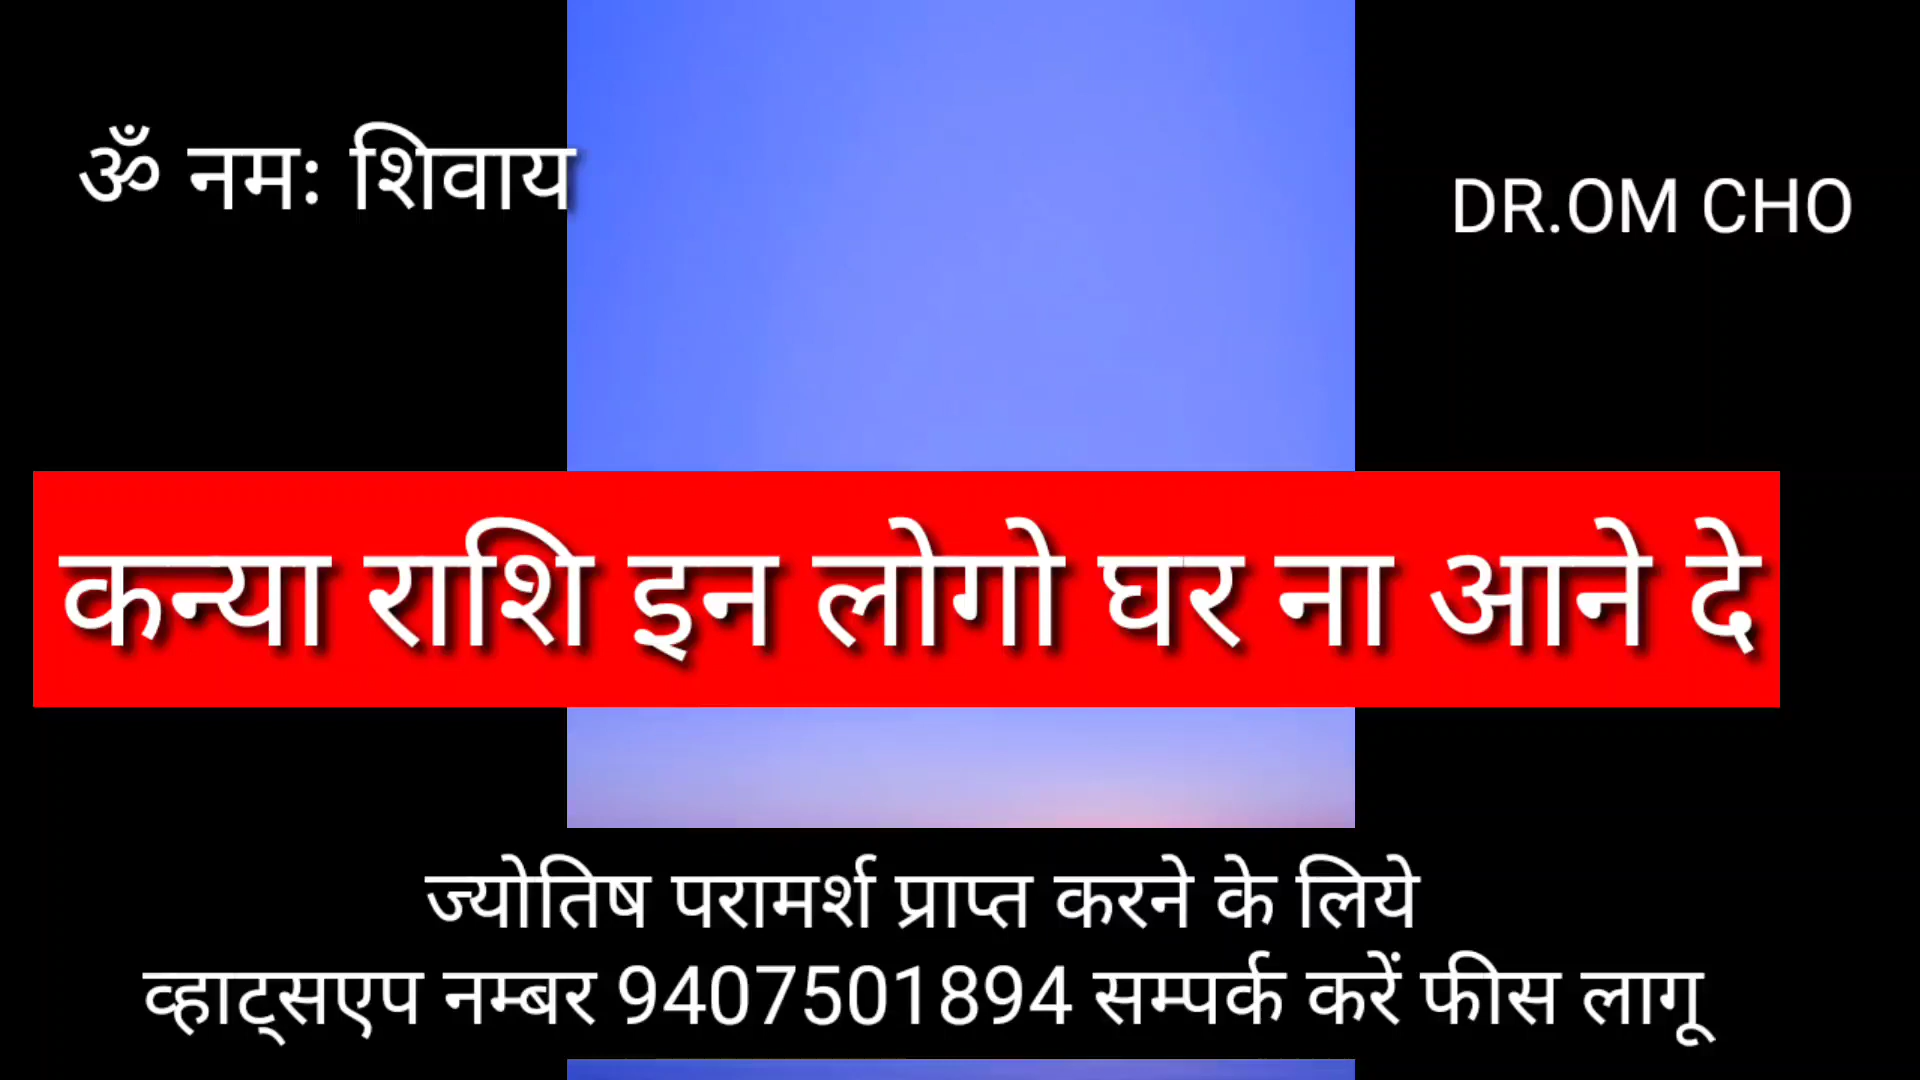 ॐ नमः शिवाय
DR.OM CHO
कन्या राशि इन लोगो घर ना आने दे
ज्योतिष परामर्श प्राप्त करने के लिये
व्हाट्सएप नम्बर 9407501894 सम्पर्क करें फीस लागू